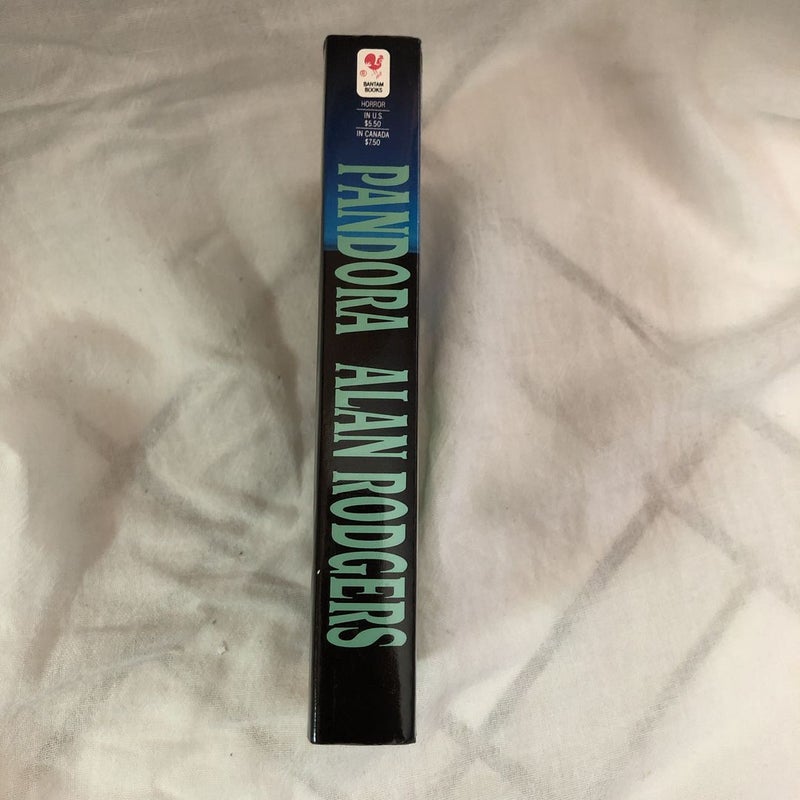 ®
BANTAM
BOOKS
HORROR
IN U.S.
$5.50
IN CANADA
$7.50
PANDORA ALAN RODGERS